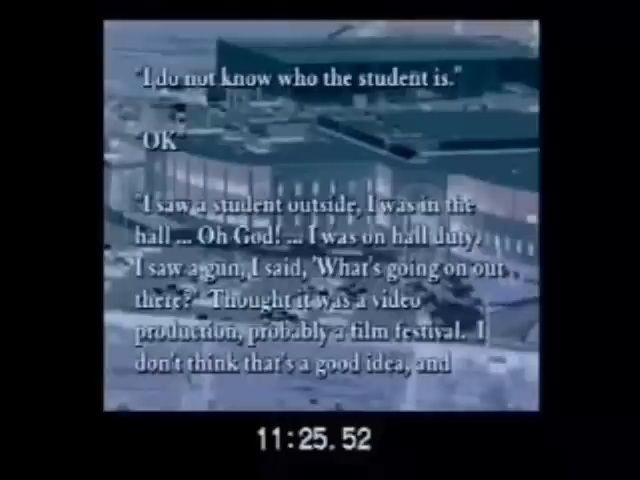 "I do not know who the student is."
"OK"
"I saw a student outside, I was in the
hall ... Oh God! ... I was on hall duty.
I saw a gun, I said, 'What's going on out
there?' Thought it was a video
production, probably a film festival. I
don't think that's a good idea, and
11:25.52